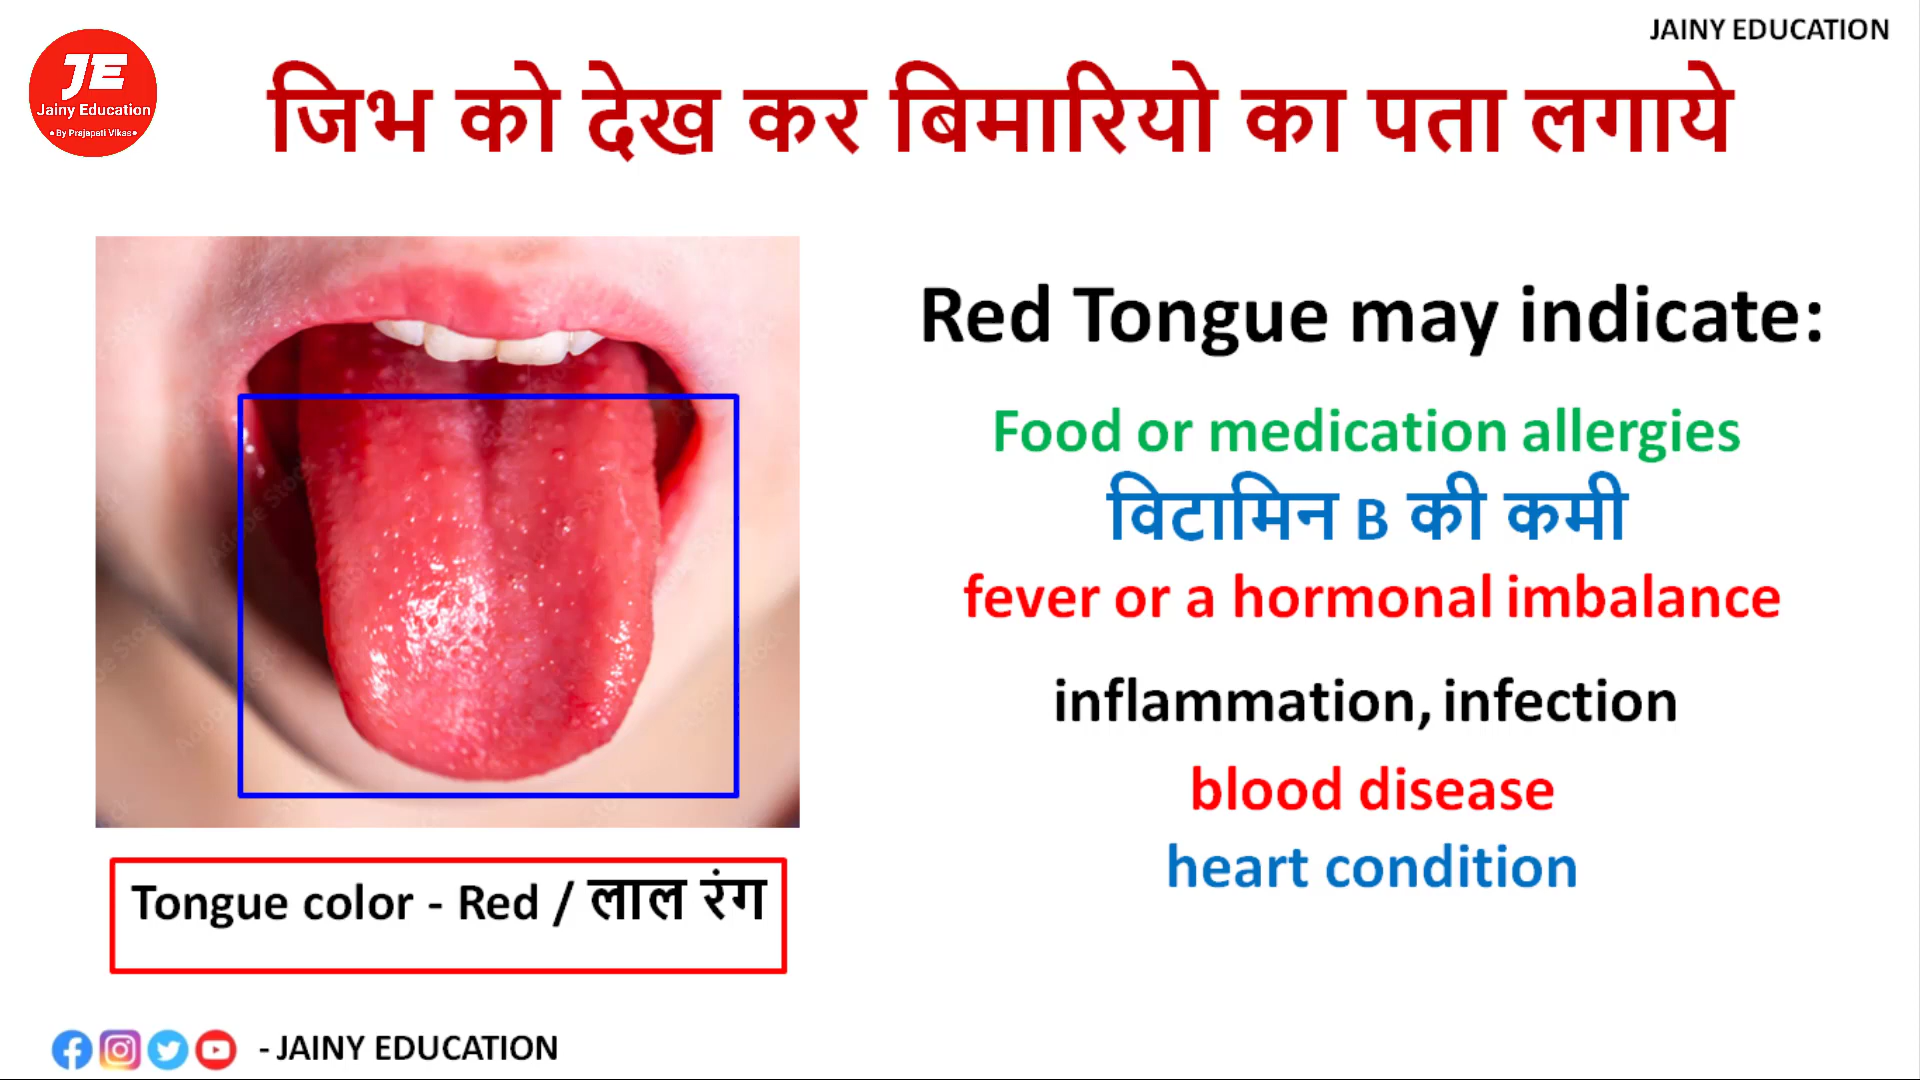 JAINY EDUCATION
JE
Jainy Education
• By Prajapati Vikas •
जिभ को देख कर बिमारियो का पता लगाये
Red Tongue may indicate:
Food or medication allergies
विटामिन B की कमी
fever or a hormonal imbalance
inflammation, infection
blood disease
heart condition
Tongue color - Red / लाल रंग
- JAINY EDUCATION